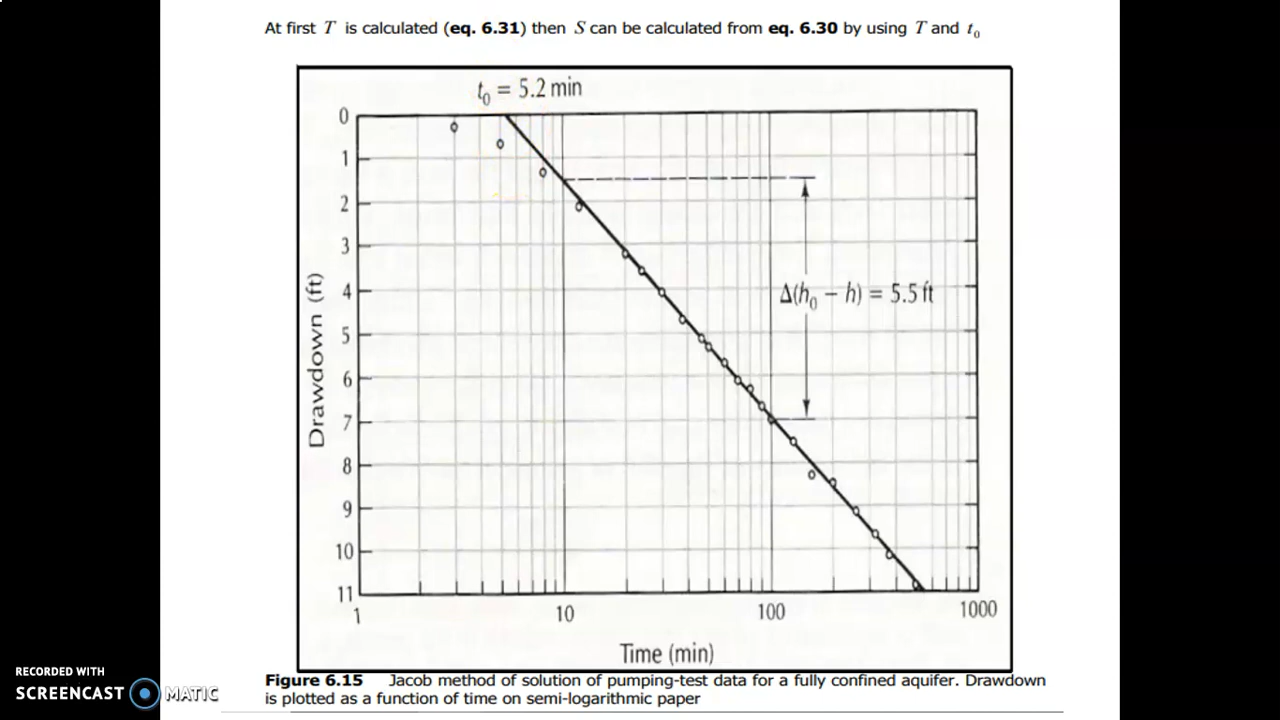 At first T is calculated (eq. 6.31) then S can be calculated from eq. 6.30 by using T and t₀
t₀ = 5.2 min
0
1
2
3
4
5
6
7
8
9
10
11
Drawdown (ft)
Δ(h₀ − h) = 5.5 ft
1
10
100
1000
Time (min)
Figure 6.15 Jacob method of solution of pumping-test data for a fully confined aquifer. Drawdown
is plotted as a function of time on semi-logarithmic paper
RECORDED WITH
SCREENCAST MATIC